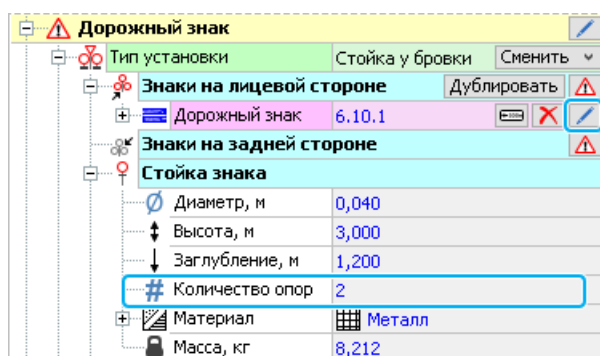 Дорожный знак
Тип установки Стойка у бровки Сменить
Знаки на лицевой стороне Дублировать
Дорожный знак 6.10.1
Знаки на задней стороне
Стойка знака
Диаметр, м 0,040
Высота, м 3,000
Заглубление, м 1,200
Количество опор 2
Материал Металл
Масса, кг 8,212